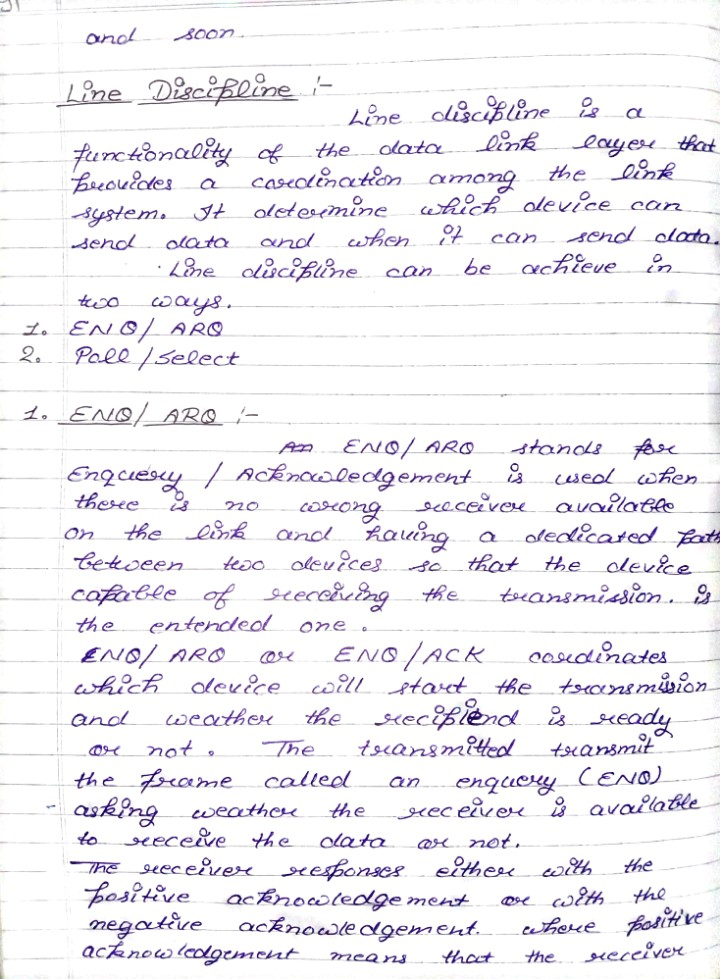 and soon.
Line Discipline :-
Line discipline is a
functionality of the data link layer that
provides a cordination among the link
system. It determine which device can
send data and when it can send data.
Line discipline can be achieve in
two ways.
1. ENQ/ ARQ
2. Poll / Select
1. ENQ/ ARQ :-
An ENQ/ ARQ stands for
Enquery / Acknowledgement is used when
there is no wrong receiver available
on the link and having a dedicated path
between two devices so that the device
capable of receiving the transmission. is
the entended one.
ENQ/ ARQ or ENQ/ACK coordinates
which device will start the transmission
and weather the recipiend is ready
or not. The transmitted transmit
the frame called an enquery (ENQ)
asking weather the receiver is available
to receive the data or not.
The receiver responses either with the
positive acknowledgement or with the
negative acknowledgement. where positive
acknowledgement means that the receiver